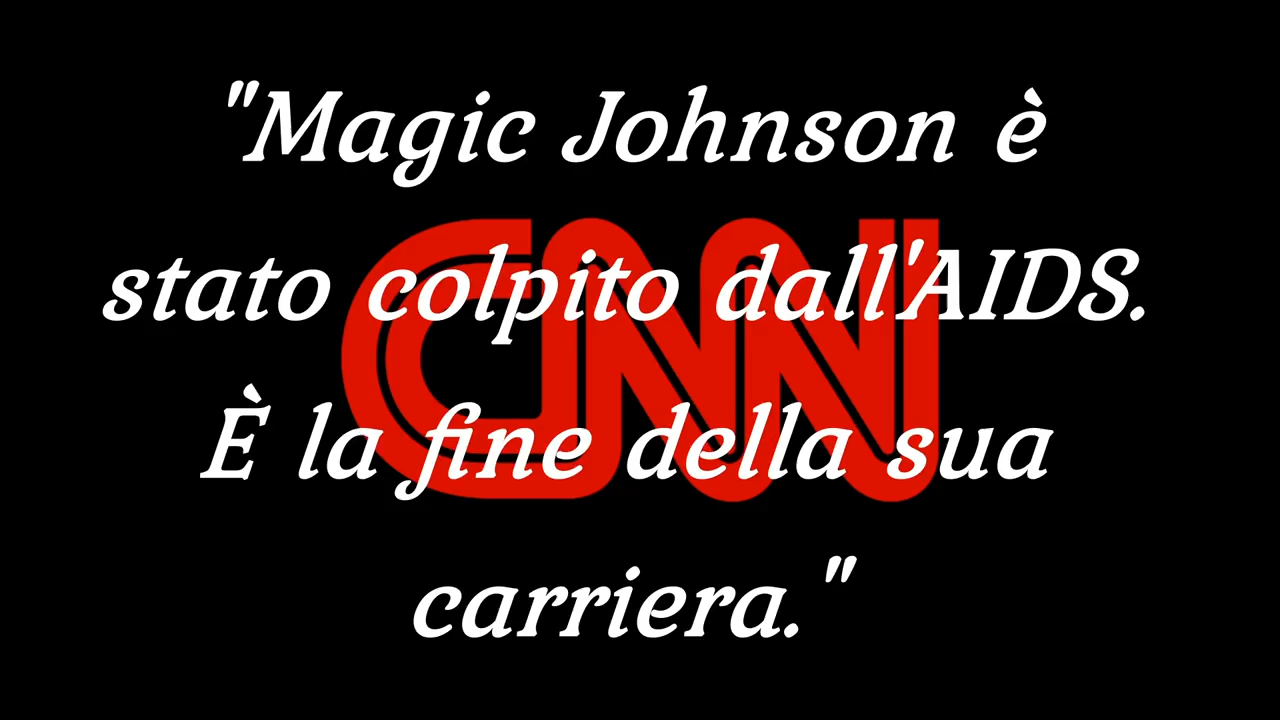 "Magic Johnson è
stato colpito dall'AIDS.
È la fine della sua
carriera."
CNN